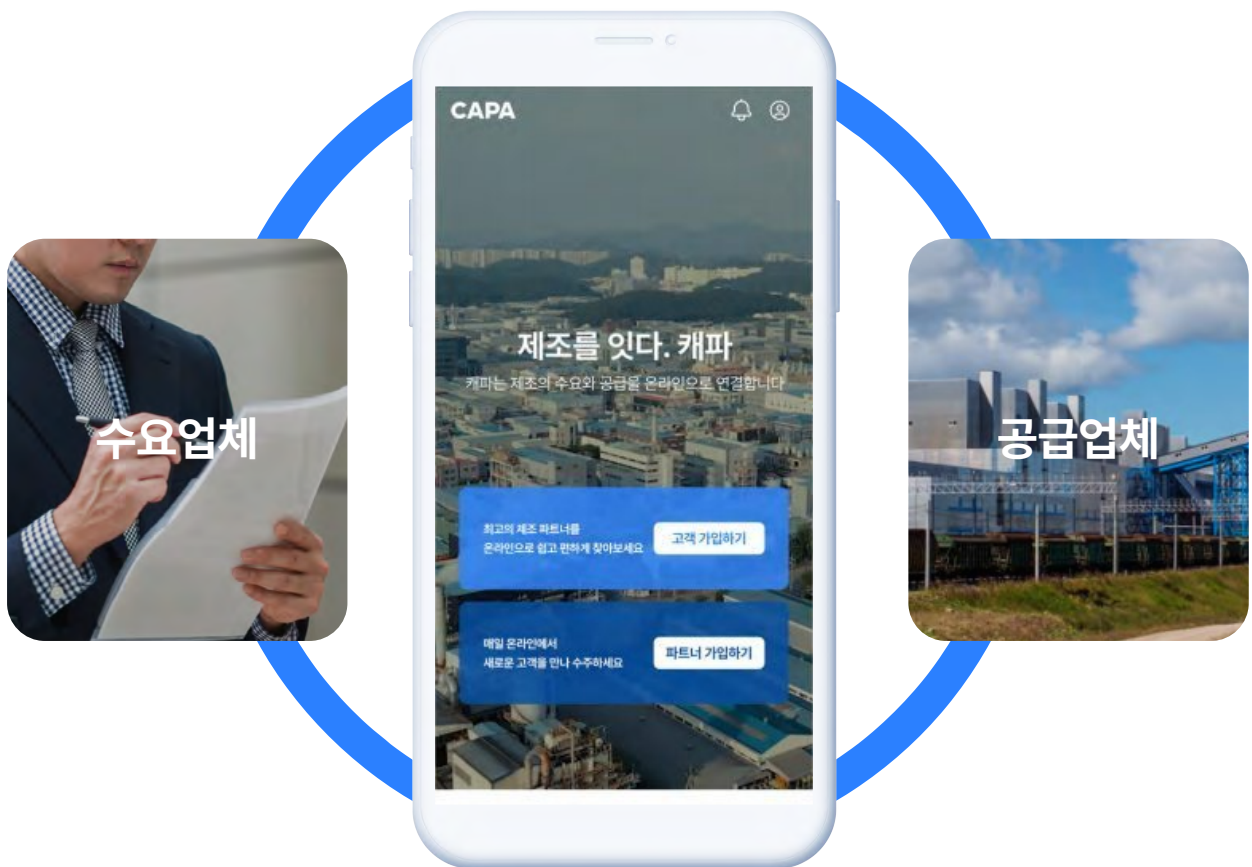 CAPA
제조를 잇다. 캐파
캐파는 제조의 수요와 공급을 온라인으로 연결합니다
수요업체
공급업체
최고의 제조 파트너를
온라인으로 쉽고 편하게 찾아보세요
고객 가입하기
매일 온라인에서
새로운 고객을 만나 수주하세요
파트너 가입하기